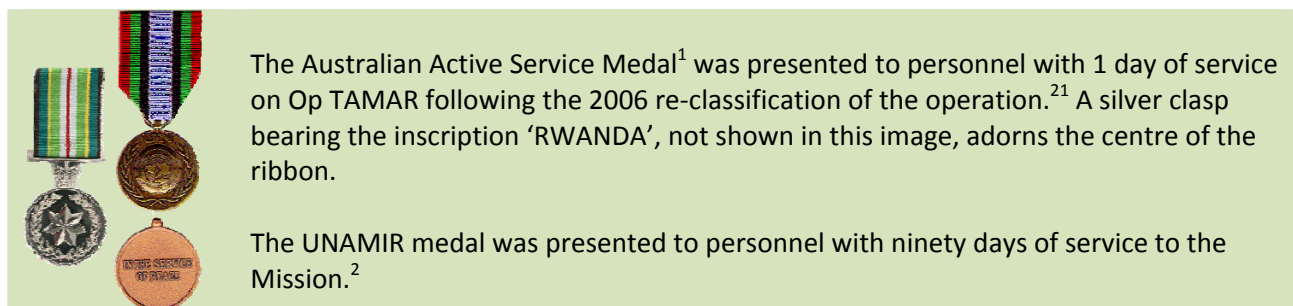 The Australian Active Service Medal¹ was presented to personnel with 1 day of service
on Op TAMAR following the 2006 re-classification of the operation.²¹ A silver clasp
bearing the inscription ‘RWANDA’, not shown in this image, adorns the centre of the
ribbon.
The UNAMIR medal was presented to personnel with ninety days of service to the
Mission.²
IN THE SERVICE
OF PEACE